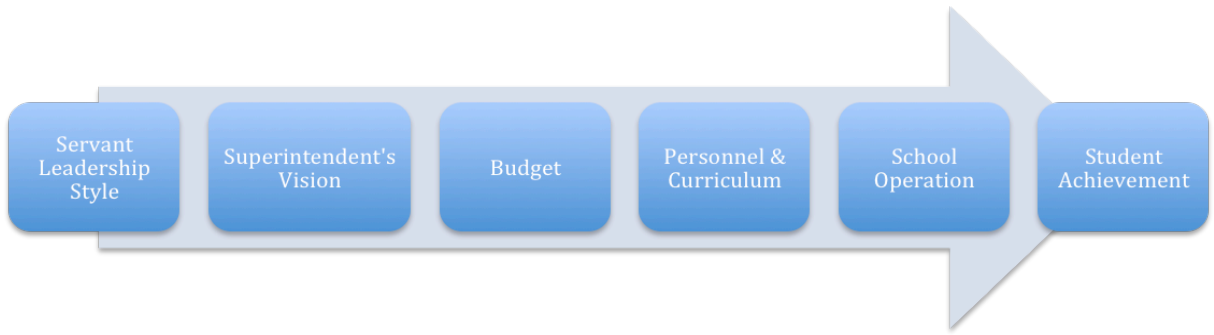 Servant
Leadership
Style
Superintendent's
Vision
Budget
Personnel &
Curriculum
School
Operation
Student
Achievement